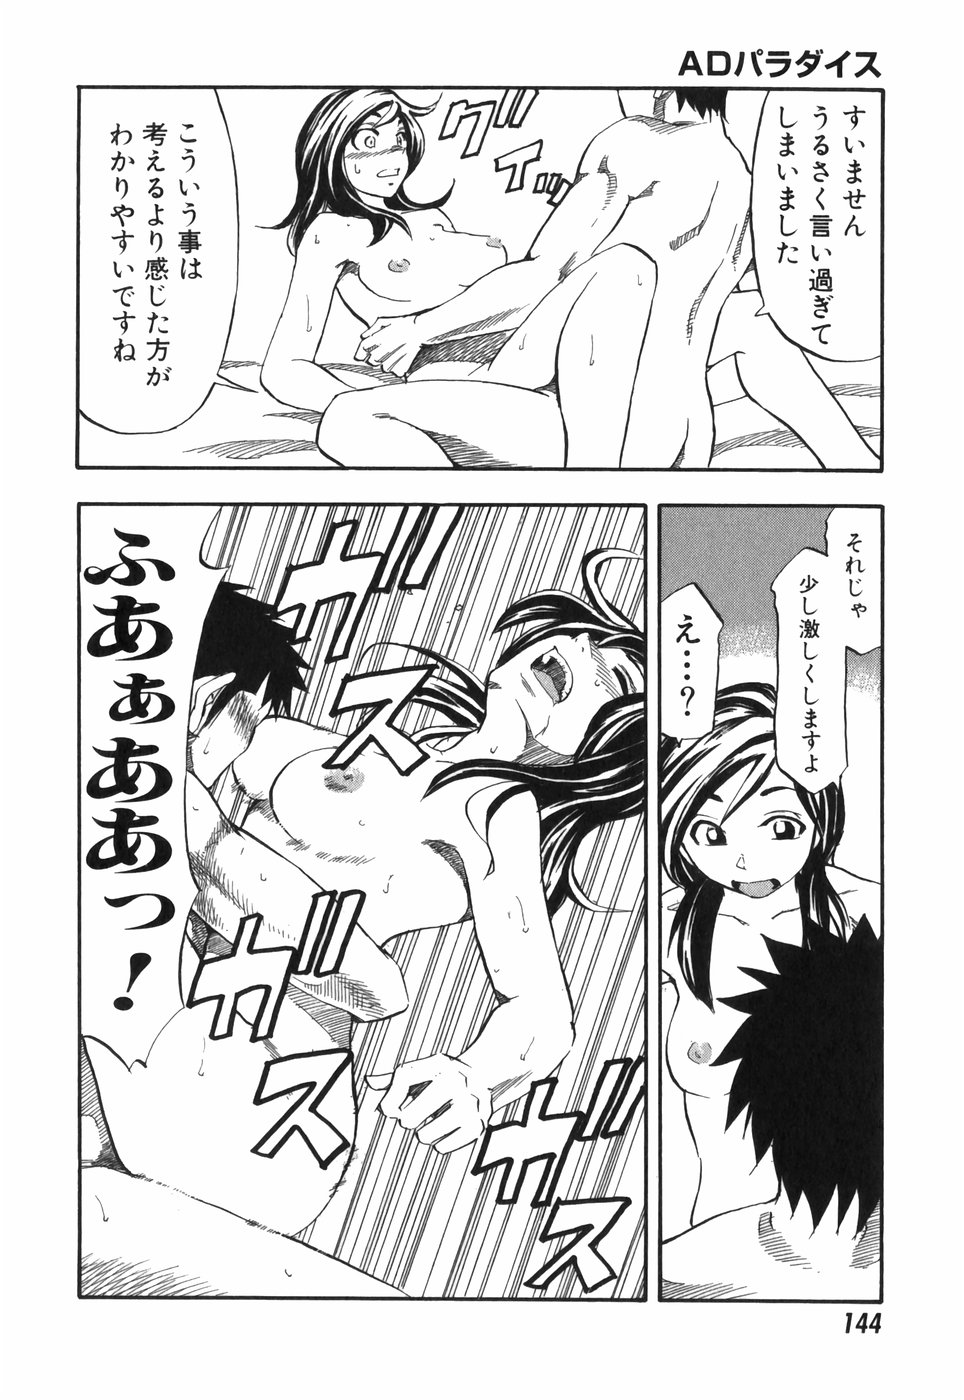 ADパラダイス
すいません
うるさく言い過ぎて
しまいました
グッ
グイッ
こういう事は
考えるより感じた方が
わかりやすいですね
それじゃ
少し激しくしますよ
え…?
ガッ
ガス
ガス
ガス
ふあぁああっ!
144